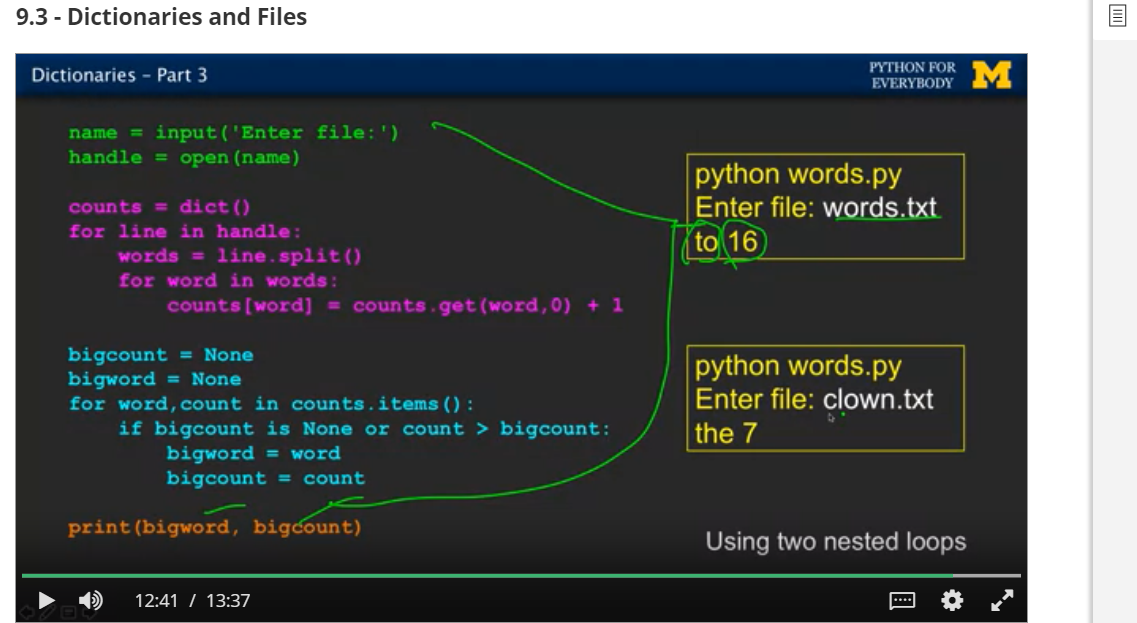 9.3 - Dictionaries and Files
Dictionaries – Part 3
PYTHON FOR
EVERYBODY
M
name = input('Enter file:')
handle = open(name)
counts = dict()
for line in handle:
words = line.split()
for word in words:
counts[word] = counts.get(word,0) + 1
bigcount = None
bigword = None
for word,count in counts.items():
if bigcount is None or count > bigcount:
bigword = word
bigcount = count
print(bigword, bigcount)
python words.py
Enter file: words.txt
to 16
python words.py
Enter file: clown.txt
the 7
Using two nested loops
12:41 / 13:37